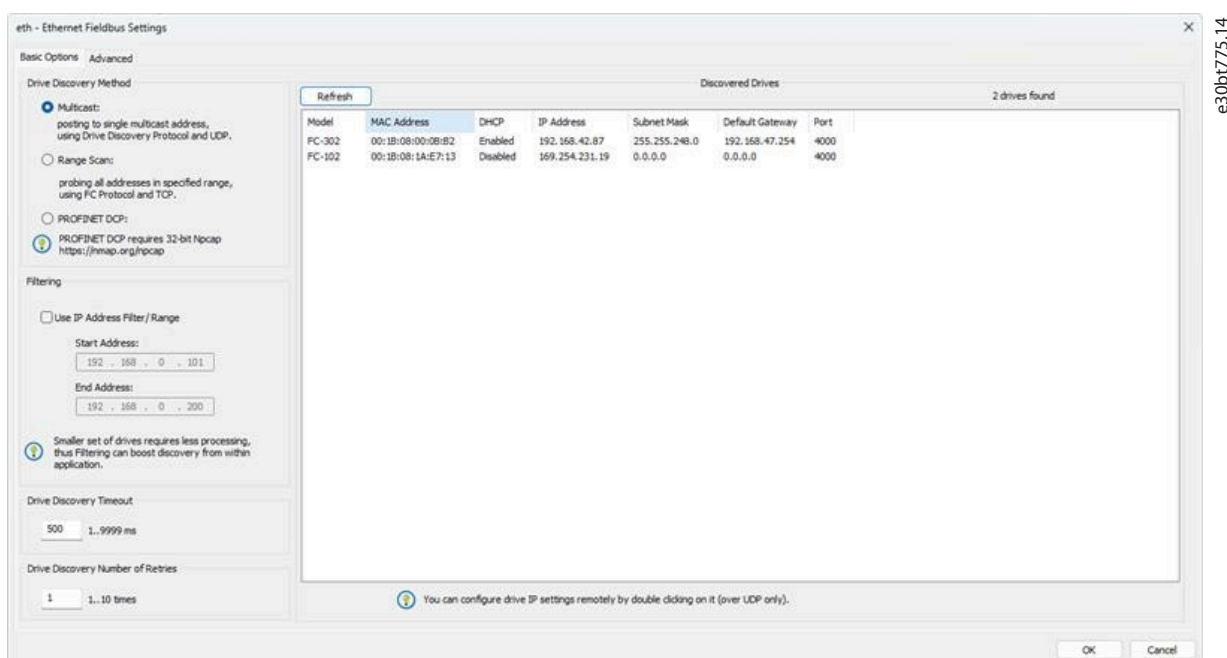 eth - Ethernet Fieldbus Settings
Basic Options Advanced
Drive Discovery Method
Multicast:
posting to single multicast address,
using Drive Discovery Protocol and UDP.
Range Scan:
probing all addresses in specified range,
using FC Protocol and TCP.
PROFINET DCP:
PROFINET DCP requires 32-bit Npcap
https://nmap.org/npcap
Filtering
Use IP Address Filter/Range
Start Address:
192 . 168 . 0 . 101
End Address:
192 . 168 . 0 . 200
Smaller set of drives requires less processing,
thus Filtering can boost discovery from within
application.
Drive Discovery Timeout
500 1..9999 ms
Drive Discovery Number of Retries
1 1..10 times
Discovered Drives
Refresh 2 drives found
Model MAC Address DHCP IP Address Subnet Mask Default Gateway Port
FC-302 00:1B:08:00:0B:B2 Enabled 192.168.42.87 255.255.248.0 192.168.47.254 4000
FC-102 00:1B:08:1A:E7:13 Disabled 169.254.231.19 0.0.0.0 0.0.0.0 4000
You can configure drive IP settings remotely by double clicking on it (over UDP only).
OK Cancel
e30bt775.14